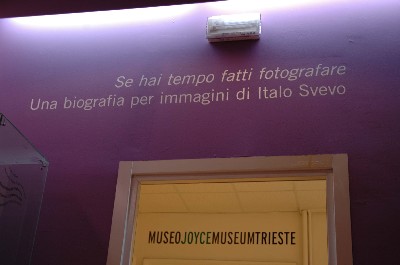 Se hai tempo fatti fotografare
Una biografia per immagini di Italo Svevo
MUSEOJOYCEMUSEUMTRIESTE